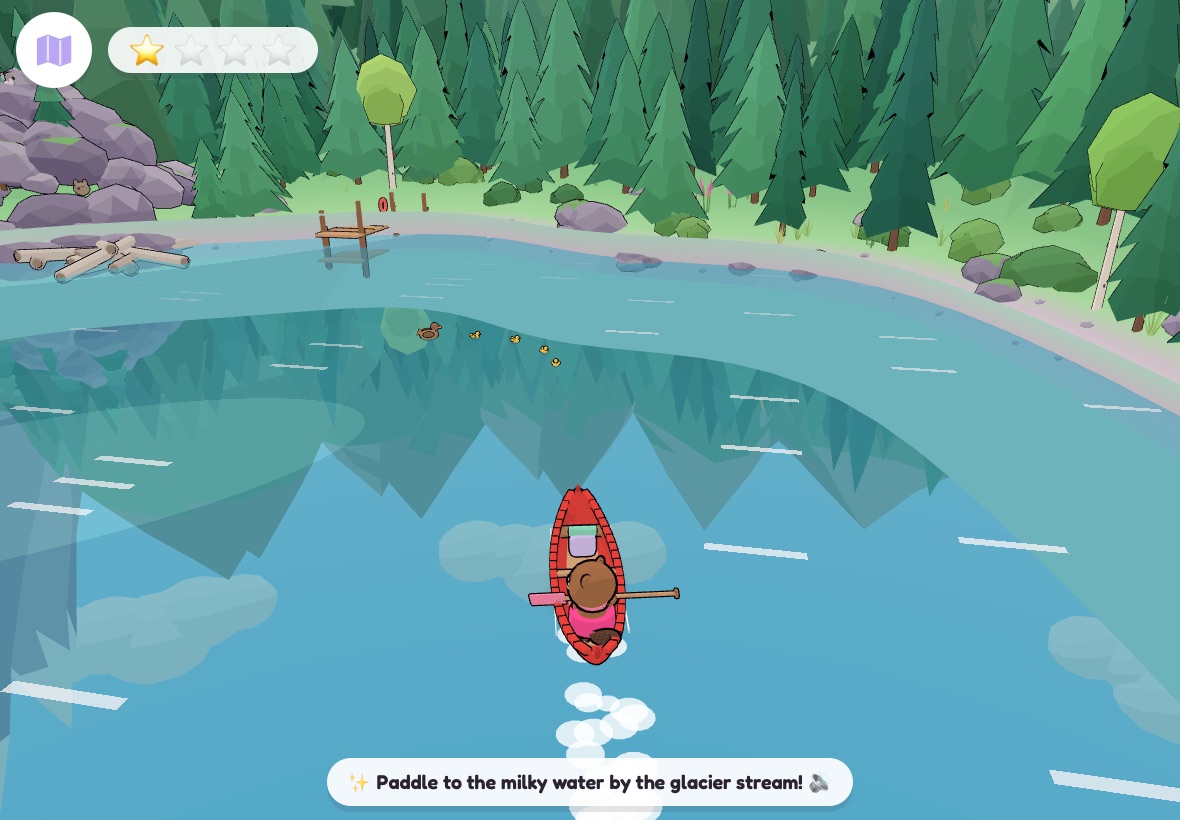 ✨ Paddle to the milky water by the glacier stream! 🔈